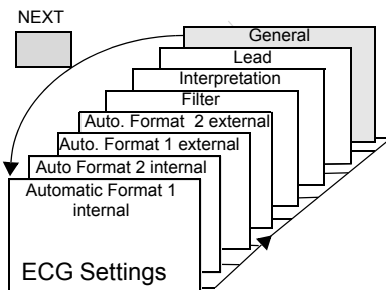 NEXT
General
Lead
Interpretation
Filter
Auto. Format 2 external
Auto. Format 1 external
Auto Format 2 internal
Automatic Format 1
internal
ECG Settings